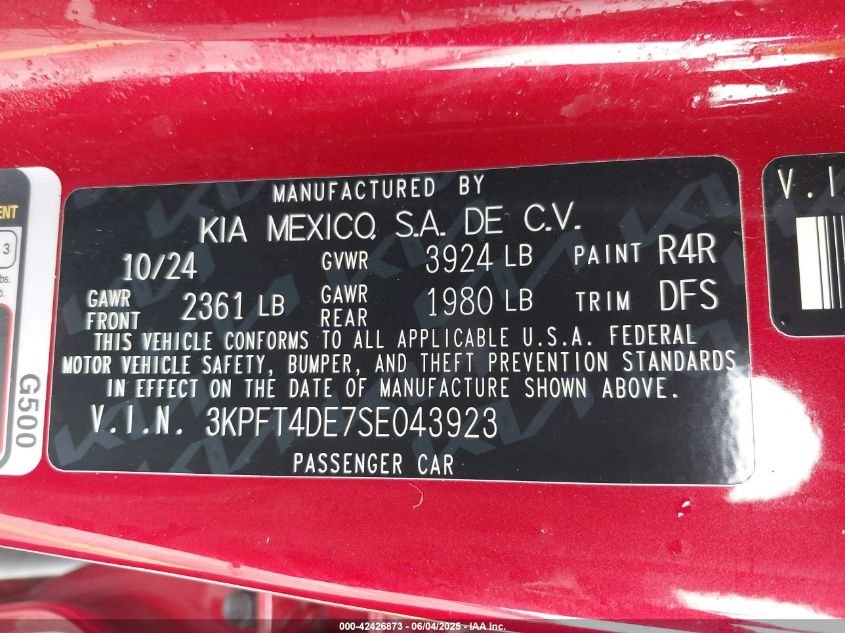 MANUFACTURED BY
KIA MEXICO, S.A. DE C.V.
10/24 GVWR 3924 LB PAINT R4R
GAWR FRONT 2361 LB GAWR REAR 1980 LB TRIM DFS
THIS VEHICLE CONFORMS TO ALL APPLICABLE U.S.A. FEDERAL
MOTOR VEHICLE SAFETY, BUMPER, AND THEFT PREVENTION STANDARDS
IN EFFECT ON THE DATE OF MANUFACTURE SHOWN ABOVE.
V.I.N. 3KPFT4DE7SE043923
PASSENGER CAR
3
G500
V.I
000-42426873 - 06/04/2025 - IAA Inc.